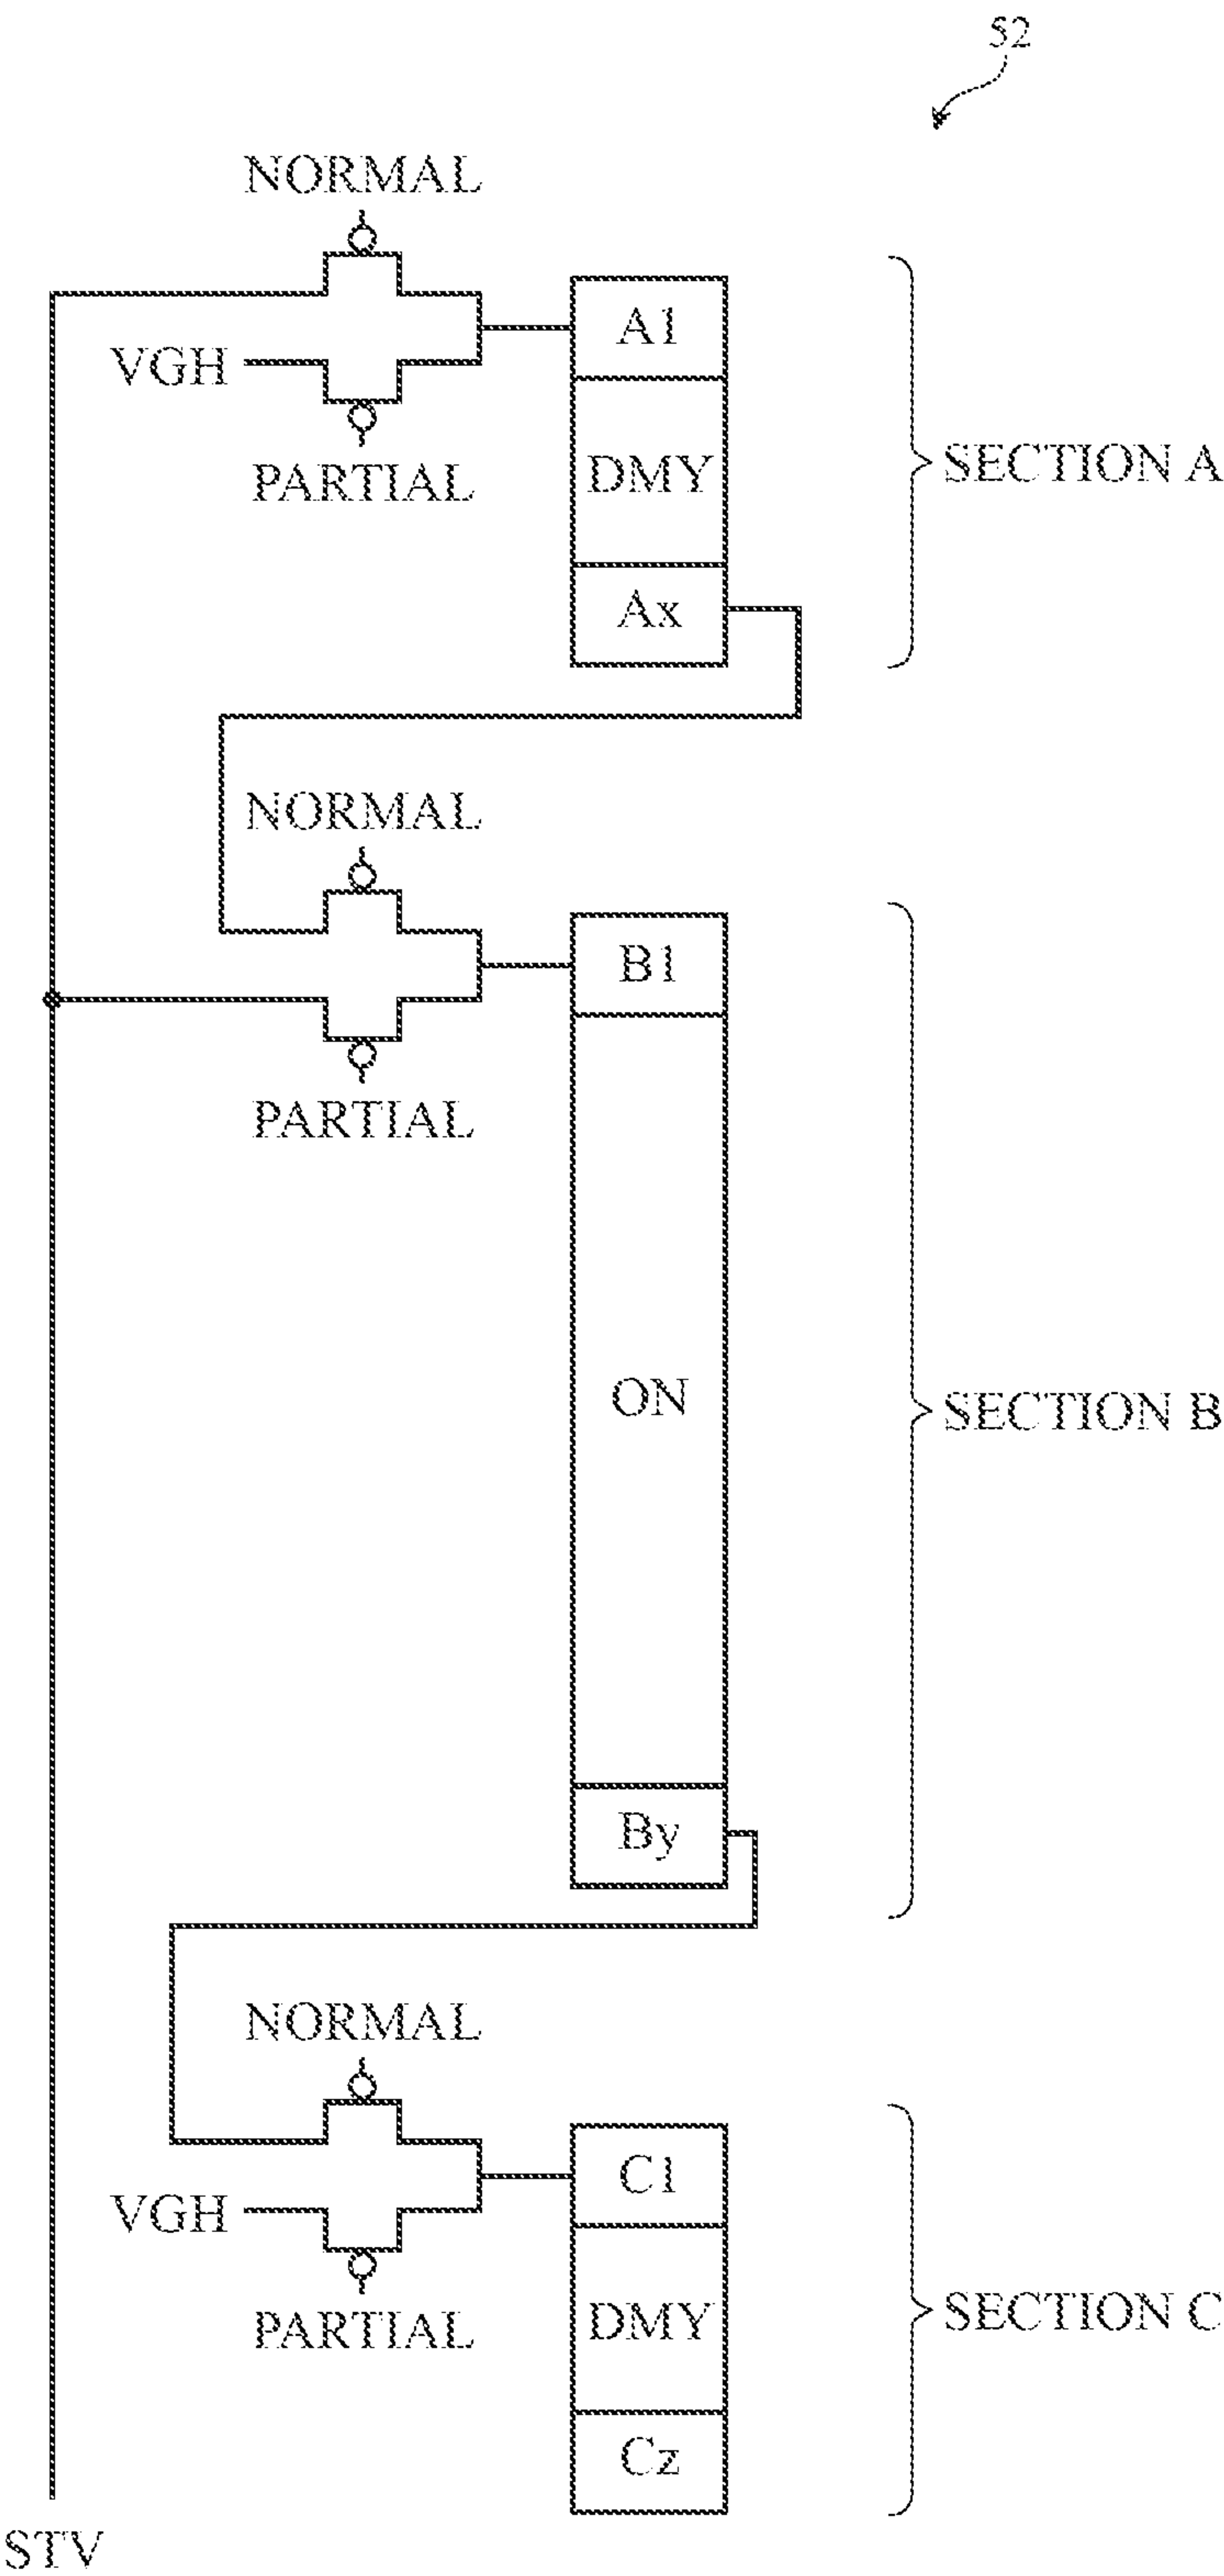 52
NORMAL
A1
VGH
DMY
SECTION A
PARTIAL
Ax
NORMAL
B1
PARTIAL
ON
SECTION B
By
NORMAL
C1
VGH
DMY
SECTION C
PARTIAL
Cz
STV